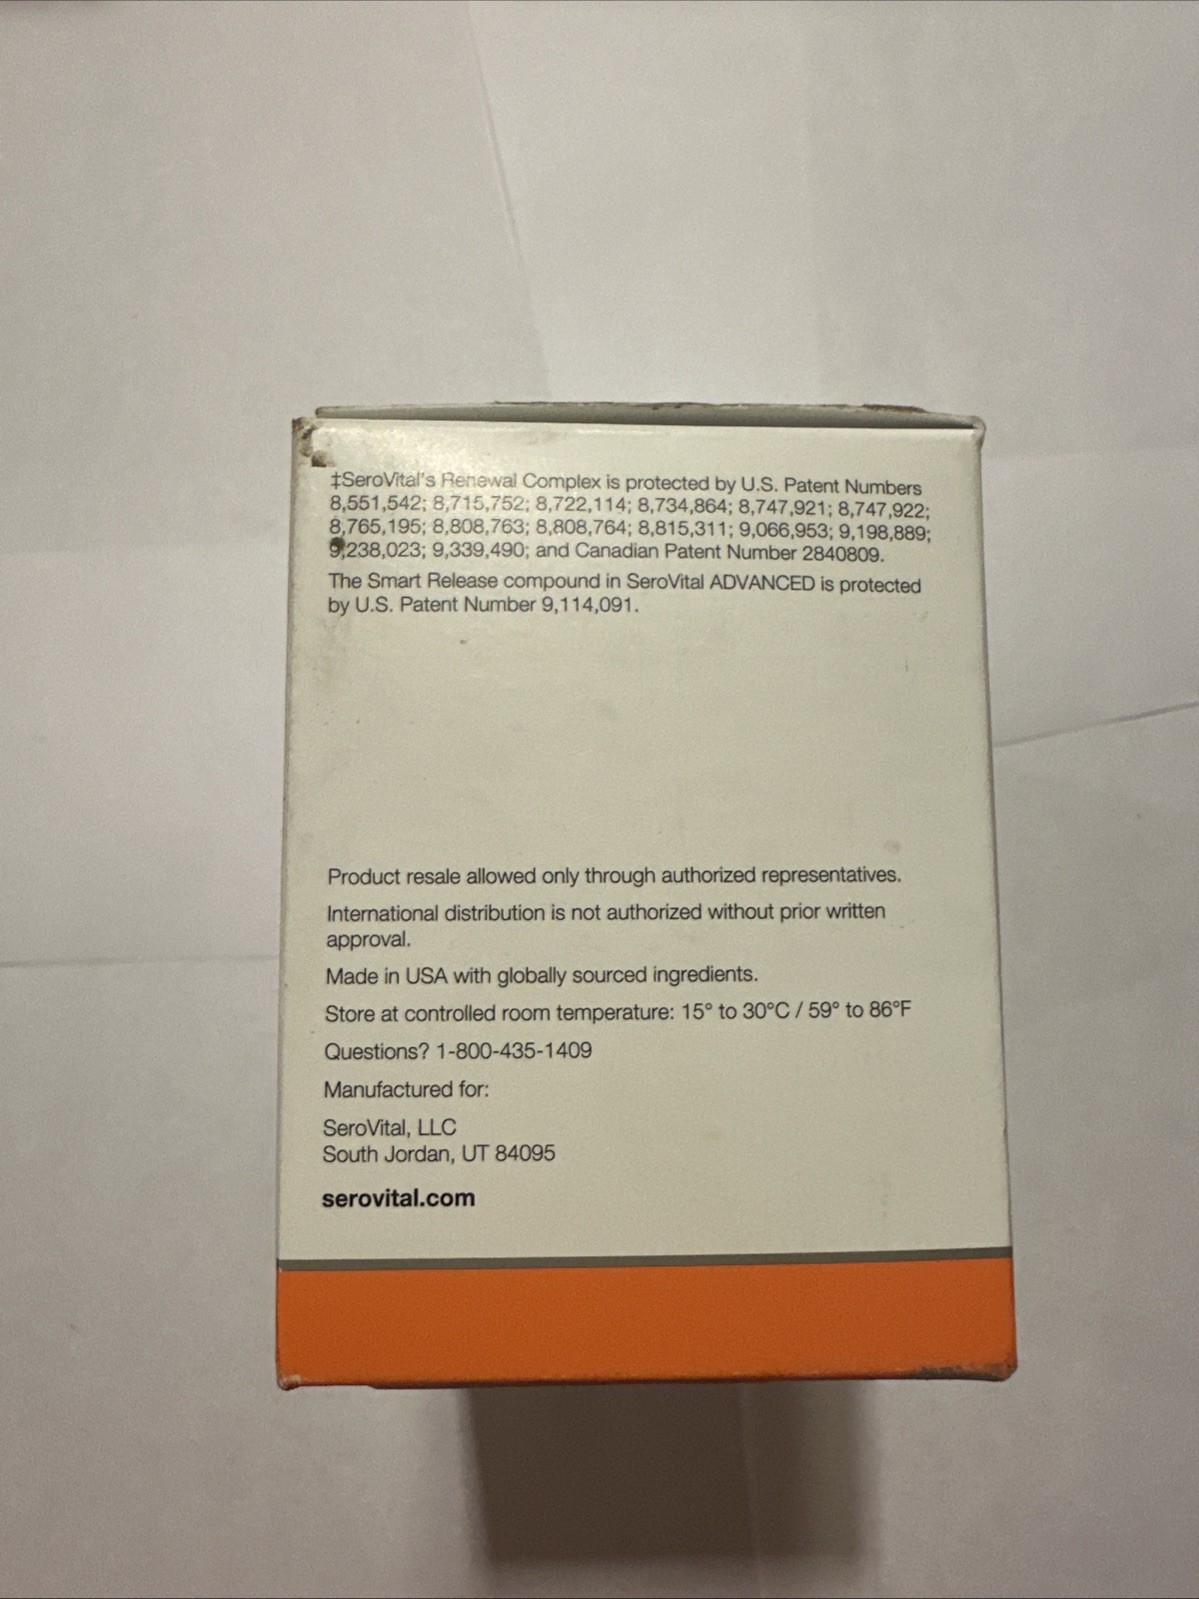 ‡SeroVital's Renewal Complex is protected by U.S. Patent Numbers
8,551,542; 8,715,752; 8,722,114; 8,734,864; 8,747,921; 8,747,922;
8,765,195; 8,808,763; 8,808,764; 8,815,311; 9,066,953; 9,198,889;
9,238,023; 9,339,490; and Canadian Patent Number 2840809.
The Smart Release compound in SeroVital ADVANCED is protected
by U.S. Patent Number 9,114,091.
Product resale allowed only through authorized representatives.
International distribution is not authorized without prior written
approval.
Made in USA with globally sourced ingredients.
Store at controlled room temperature: 15° to 30°C / 59° to 86°F
Questions? 1-800-435-1409
Manufactured for:
SeroVital, LLC
South Jordan, UT 84095
serovital.com